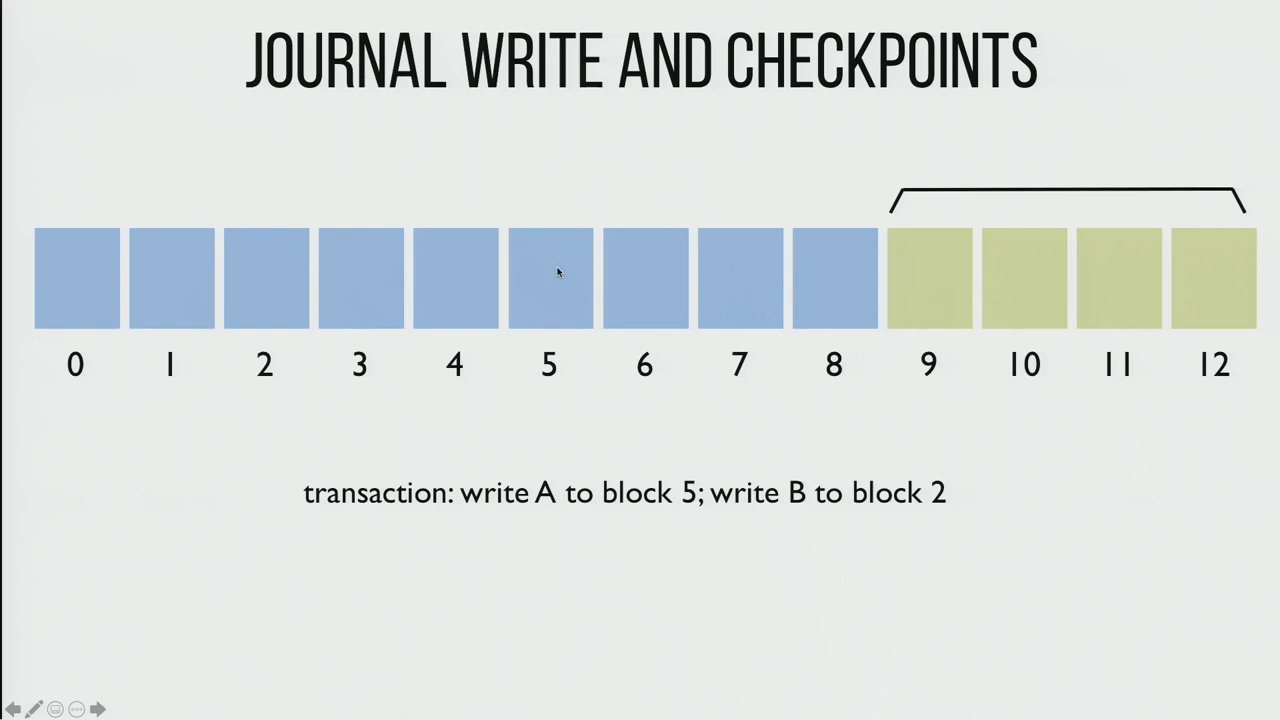 JOURNAL WRITE AND CHECKPOINTS
0 1 2 3 4 5 6 7 8 9 10 11 12
transaction: write A to block 5; write B to block 2